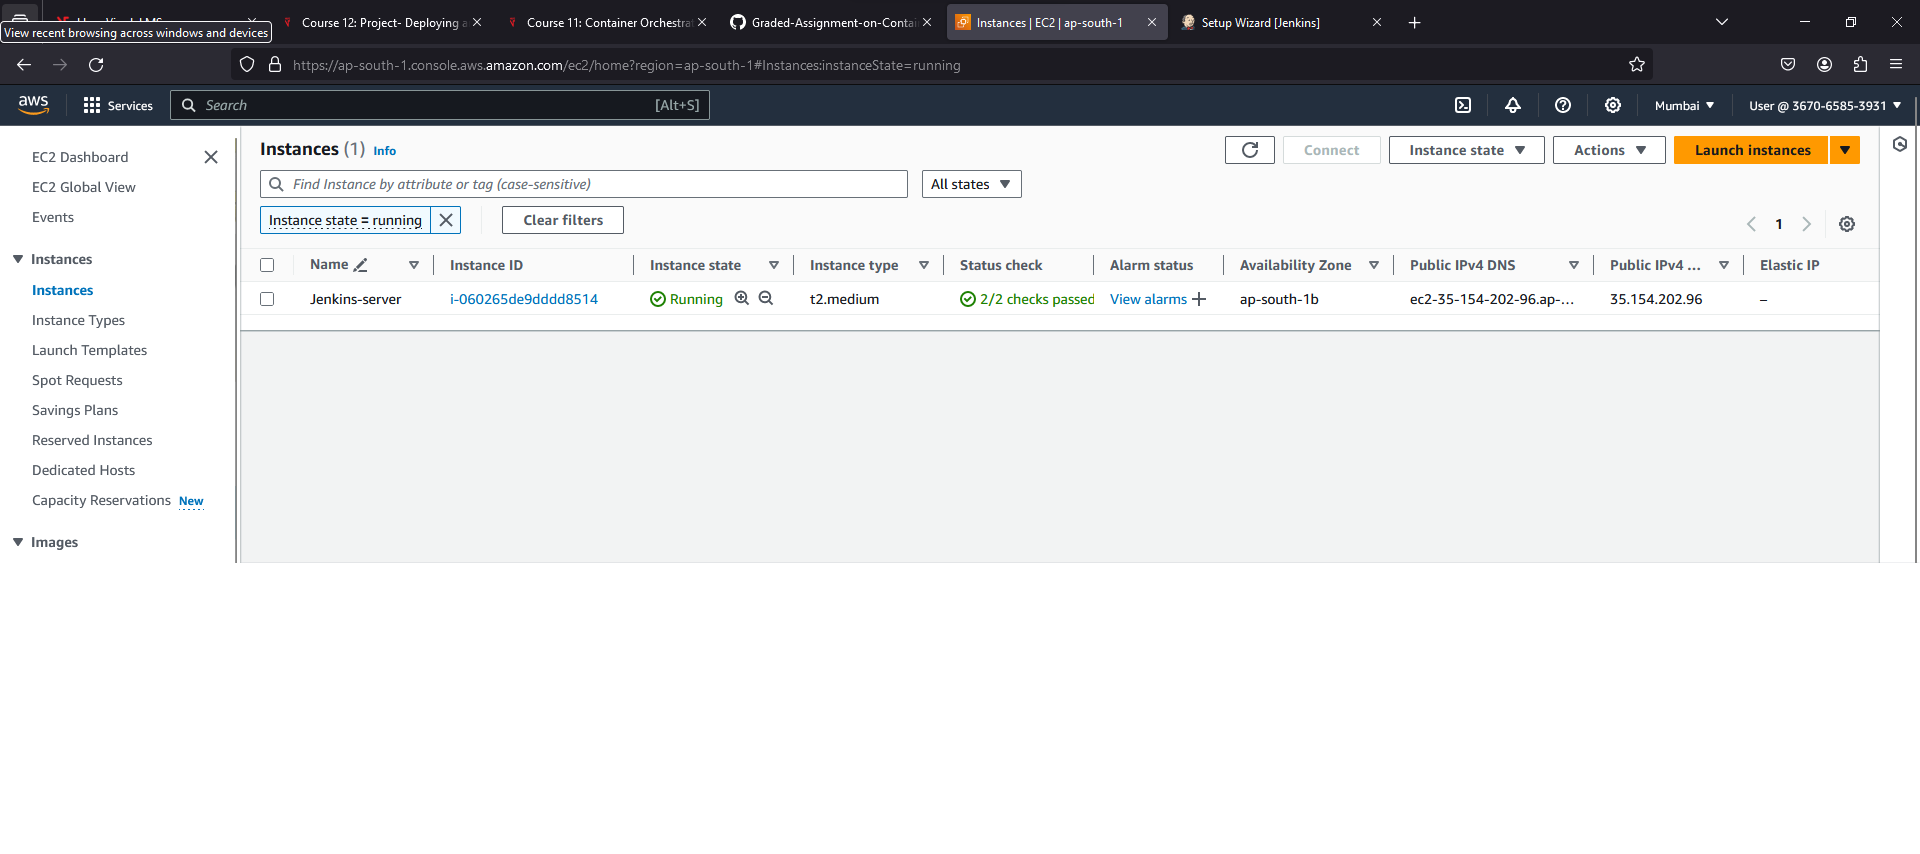 Course 12: Project- Deploying a
Course 11: Container Orchestrat
Graded-Assignment-on-Contai
Instances | EC2 | ap-south-1
Setup Wizard [Jenkins]
View recent browsing across windows and devices
https://ap-south-1.console.aws.amazon.com/ec2/home?region=ap-south-1#Instances:instanceState=running
aws
Services
Search
[Alt+S]
Mumbai
User @ 3670-6585-3931
EC2 Dashboard
EC2 Global View
Events
Instances
Instances
Instance Types
Launch Templates
Spot Requests
Savings Plans
Reserved Instances
Dedicated Hosts
Capacity Reservations New
Images
Instances (1) Info
Connect
Instance state
Actions
Launch instances
Find Instance by attribute or tag (case-sensitive)
All states
Instance state = running
Clear filters
1
Name Instance ID Instance state Instance type Status check Alarm status Availability Zone Public IPv4 DNS Public IPv4 ... Elastic IP
Jenkins-server i-060265de9dddd8514 Running t2.medium 2/2 checks passed View alarms + ap-south-1b ec2-35-154-202-96.ap-... 35.154.202.96 –